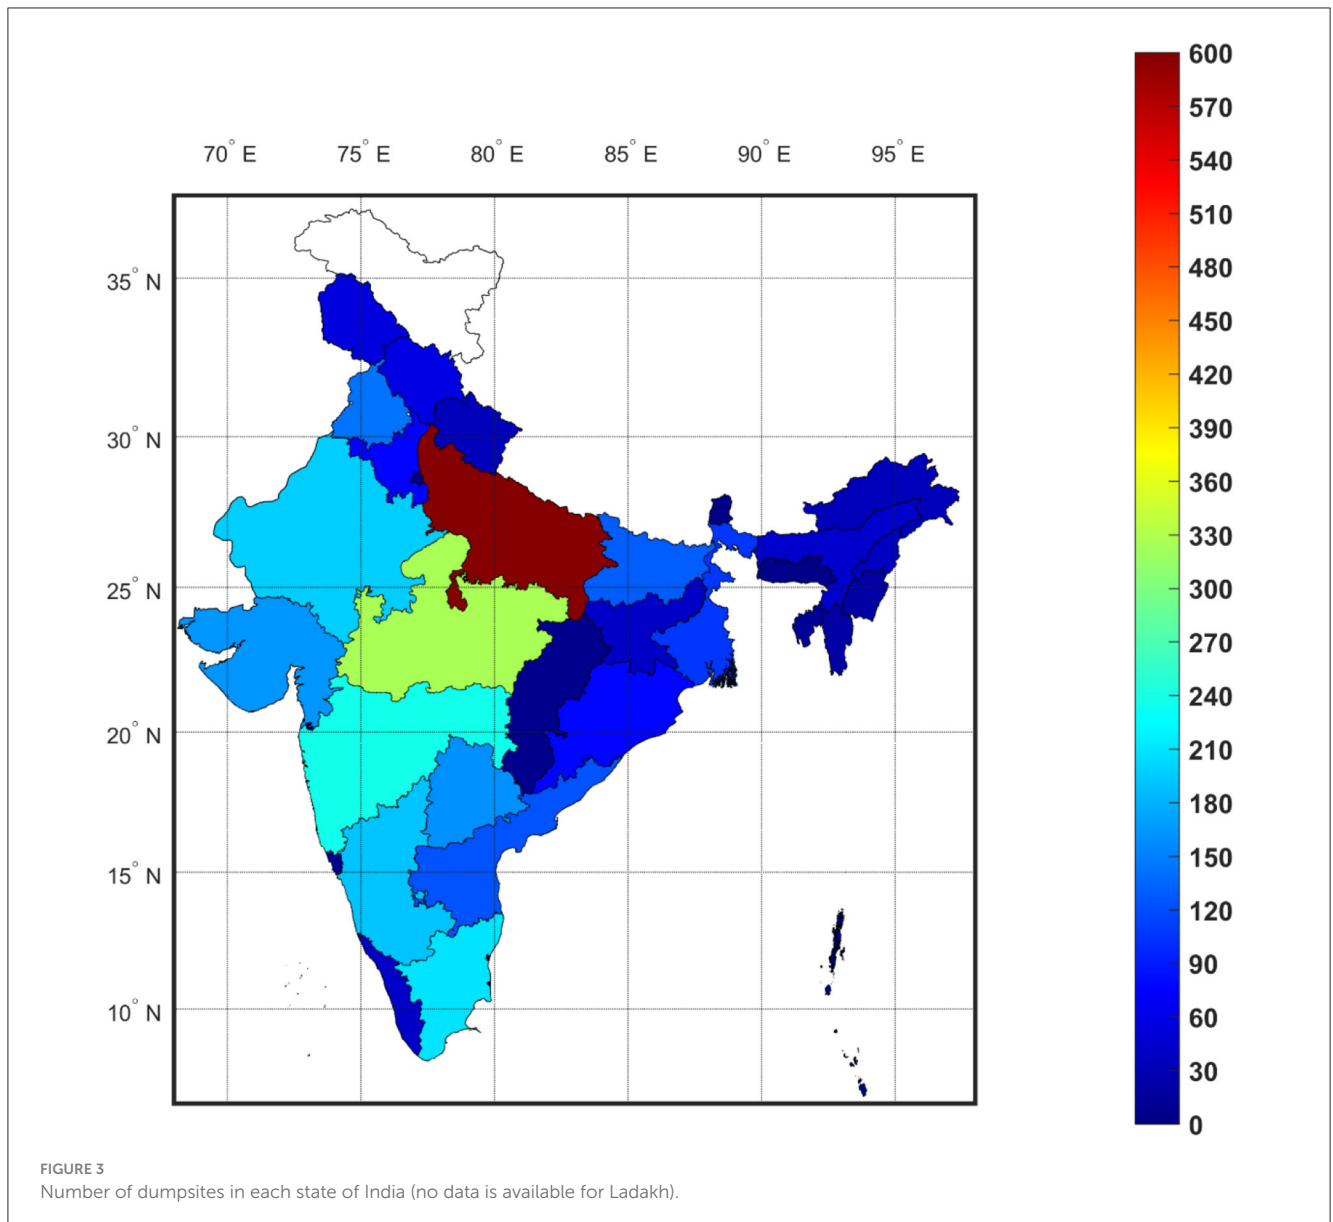 70° E 75° E 80° E 85° E 90° E 95° E
35° N
30° N
25° N
20° N
15° N
10° N
600
570
540
510
480
450
420
390
360
330
300
270
240
210
180
150
120
90
60
30
0
FIGURE 3
Number of dumpsites in each state of India (no data is available for Ladakh).